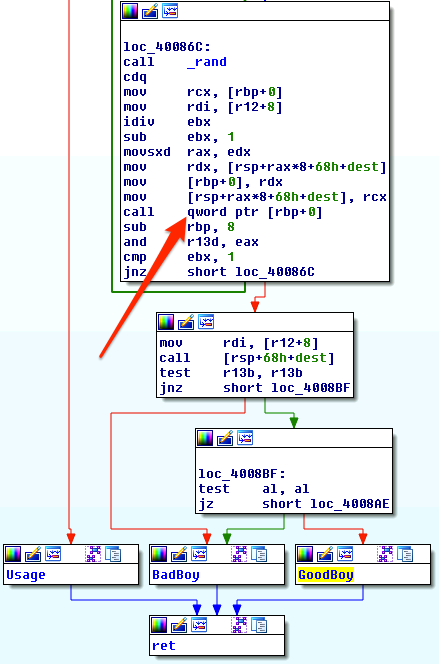 loc_40086C:
call _rand
cdq
mov rcx, [rbp+0]
mov rdi, [r12+8]
idiv ebx
sub ebx, 1
movsxd rax, edx
mov rdx, [rsp+rax*8+68h+dest]
mov [rbp+0], rdx
mov [rsp+rax*8+68h+dest], rcx
call qword ptr [rbp+0]
sub rbp, 8
and r13d, eax
cmp ebx, 1
jnz short loc_40086C
mov rdi, [r12+8]
call [rsp+68h+dest]
test r13b, r13b
jnz short loc_4008BF
loc_4008BF:
test al, al
jz short loc_4008AE
Usage
BadBoy
GoodBoy
ret